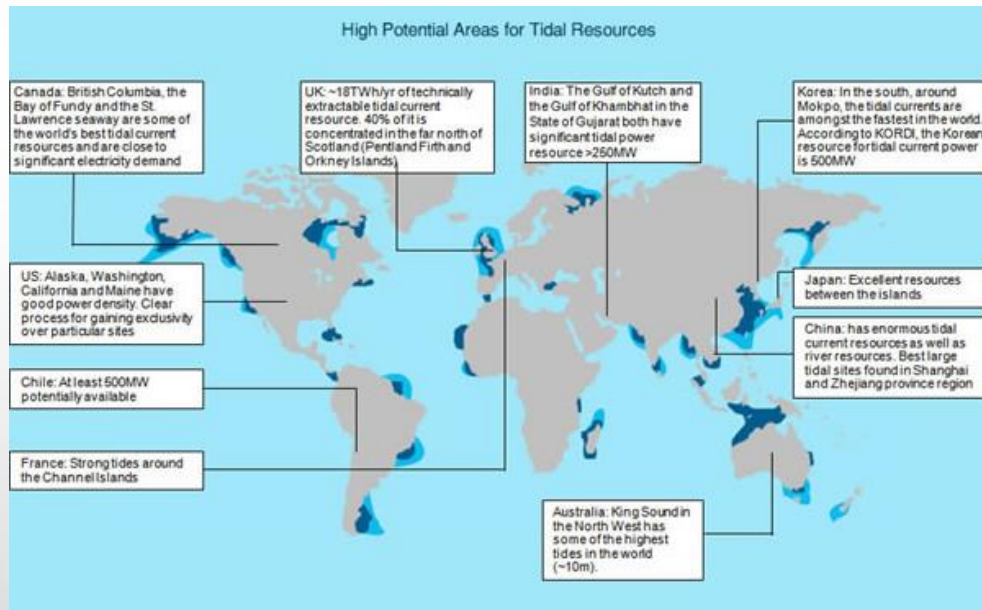 High Potential Areas for Tidal Resources
Canada: British Columbia, the
Bay of Fundy and the St.
Lawrence seaway are some of
the world's best tidal current
resources and are close to
significant electricity demand
UK: ~18TWh/yr of technically
extractable tidal current
resource. 40% of it is
concentrated in the far north of
Scotland (Pentland Firth and
Orkney Islands)
India: The Gulf of Kutch and
the Gulf of Khambhat in the
State of Gujarat both have
significant tidal power
resource >250MW
Korea: In the south, around
Mokpo, the tidal currents are
amongst the fastest in the world.
According to KORDI, the Korean
resource for tidal current power
is 500MW
US: Alaska, Washington,
California and Maine have
good power density. Clear
process for gaining exclusivity
over particular sites
Japan: Excellent resources
between the islands
China: has enormous tidal
current resources as well as
river resources. Best large
tidal sites found in Shanghai
and Zhejiang province region
Chile: At least 500MW
potentially available
France: Strong tides around
the Channel Islands
Australia: King Sound in
the North West has
some of the highest
tides in the world
(~10m).